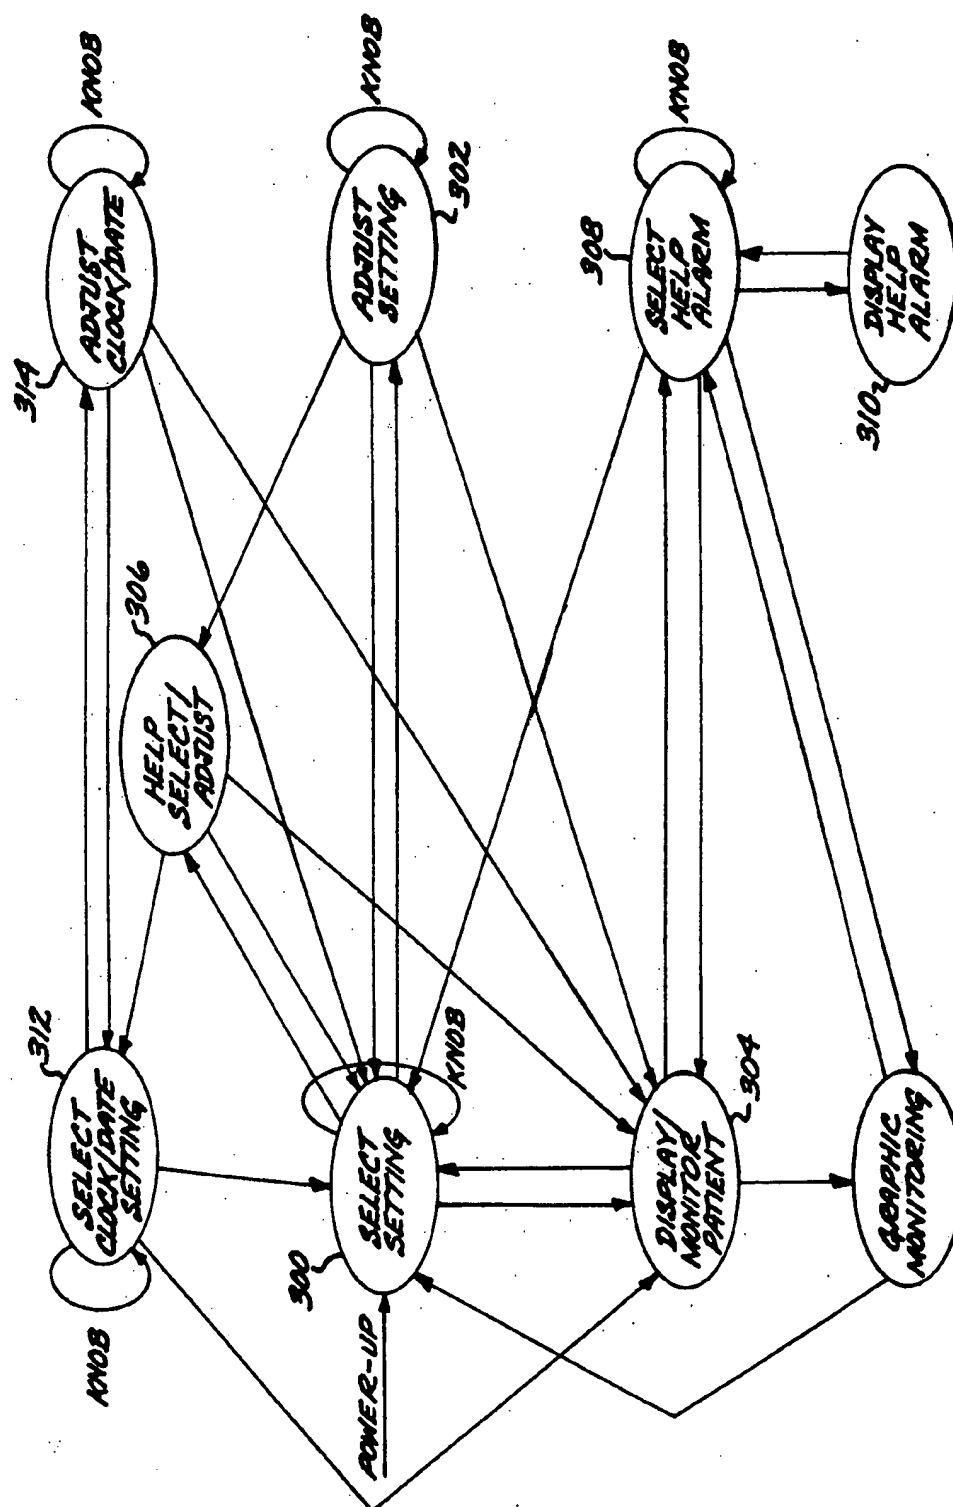 314
ADJUST
CLOCK/DATE
KNOB
306
HELP
SELECT/
ADJUST
312
SELECT
CLOCK/DATE
SETTING
KNOB
ADJUST
SETTING
302
KNOB
300
SELECT
SETTING
KNOB
POWER-UP
308
SELECT
HELP
ALARM
KNOB
DISPLAY/
MONITOR
PATIENT
304
310
DISPLAY
HELP
ALARM
GRAPHIC
MONITORING